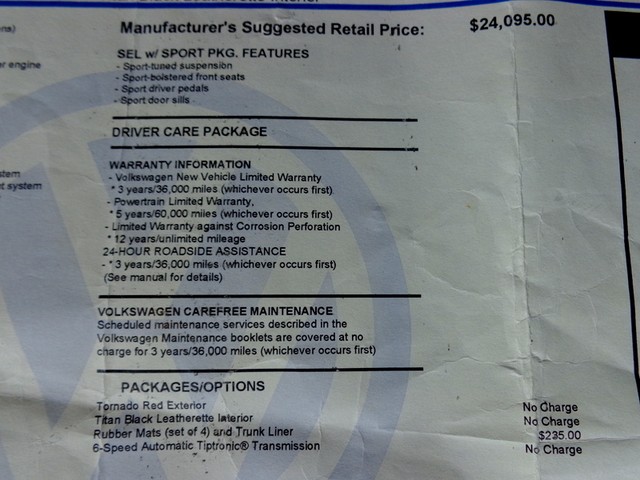 Manufacturer's Suggested Retail Price: $24,095.00
SEL w/ SPORT PKG. FEATURES
er engine
- Sport-tuned suspension
- Sport-bolstered front seats
- Sport driver pedals
- Sport door sills
DRIVER CARE PACKAGE
WARRANTY INFORMATION
- Volkswagen New Vehicle Limited Warranty
* 3 years/36,000 miles (whichever occurs first)
t system
- Powertrain Limited Warranty,
* 5 years/60,000 miles (whichever occurs first)
- Limited Warranty against Corrosion Perforation
* 12 years/unlimited mileage
24-HOUR ROADSIDE ASSISTANCE
- * 3 years/36,000 miles (whichever occurs first)
(See manual for details)
VOLKSWAGEN CAREFREE MAINTENANCE
Scheduled maintenance services described in the
Volkswagen Maintenance booklets are covered at no
charge for 3 years/36,000 miles (whichever occurs first)
PACKAGES/OPTIONS
Tornado Red Exterior No Charge
Titan Black Leatherette Interior No Charge
Rubber Mats (set of 4) and Trunk Liner $235.00
6-Speed Automatic Tiptronic® Transmission No Charge